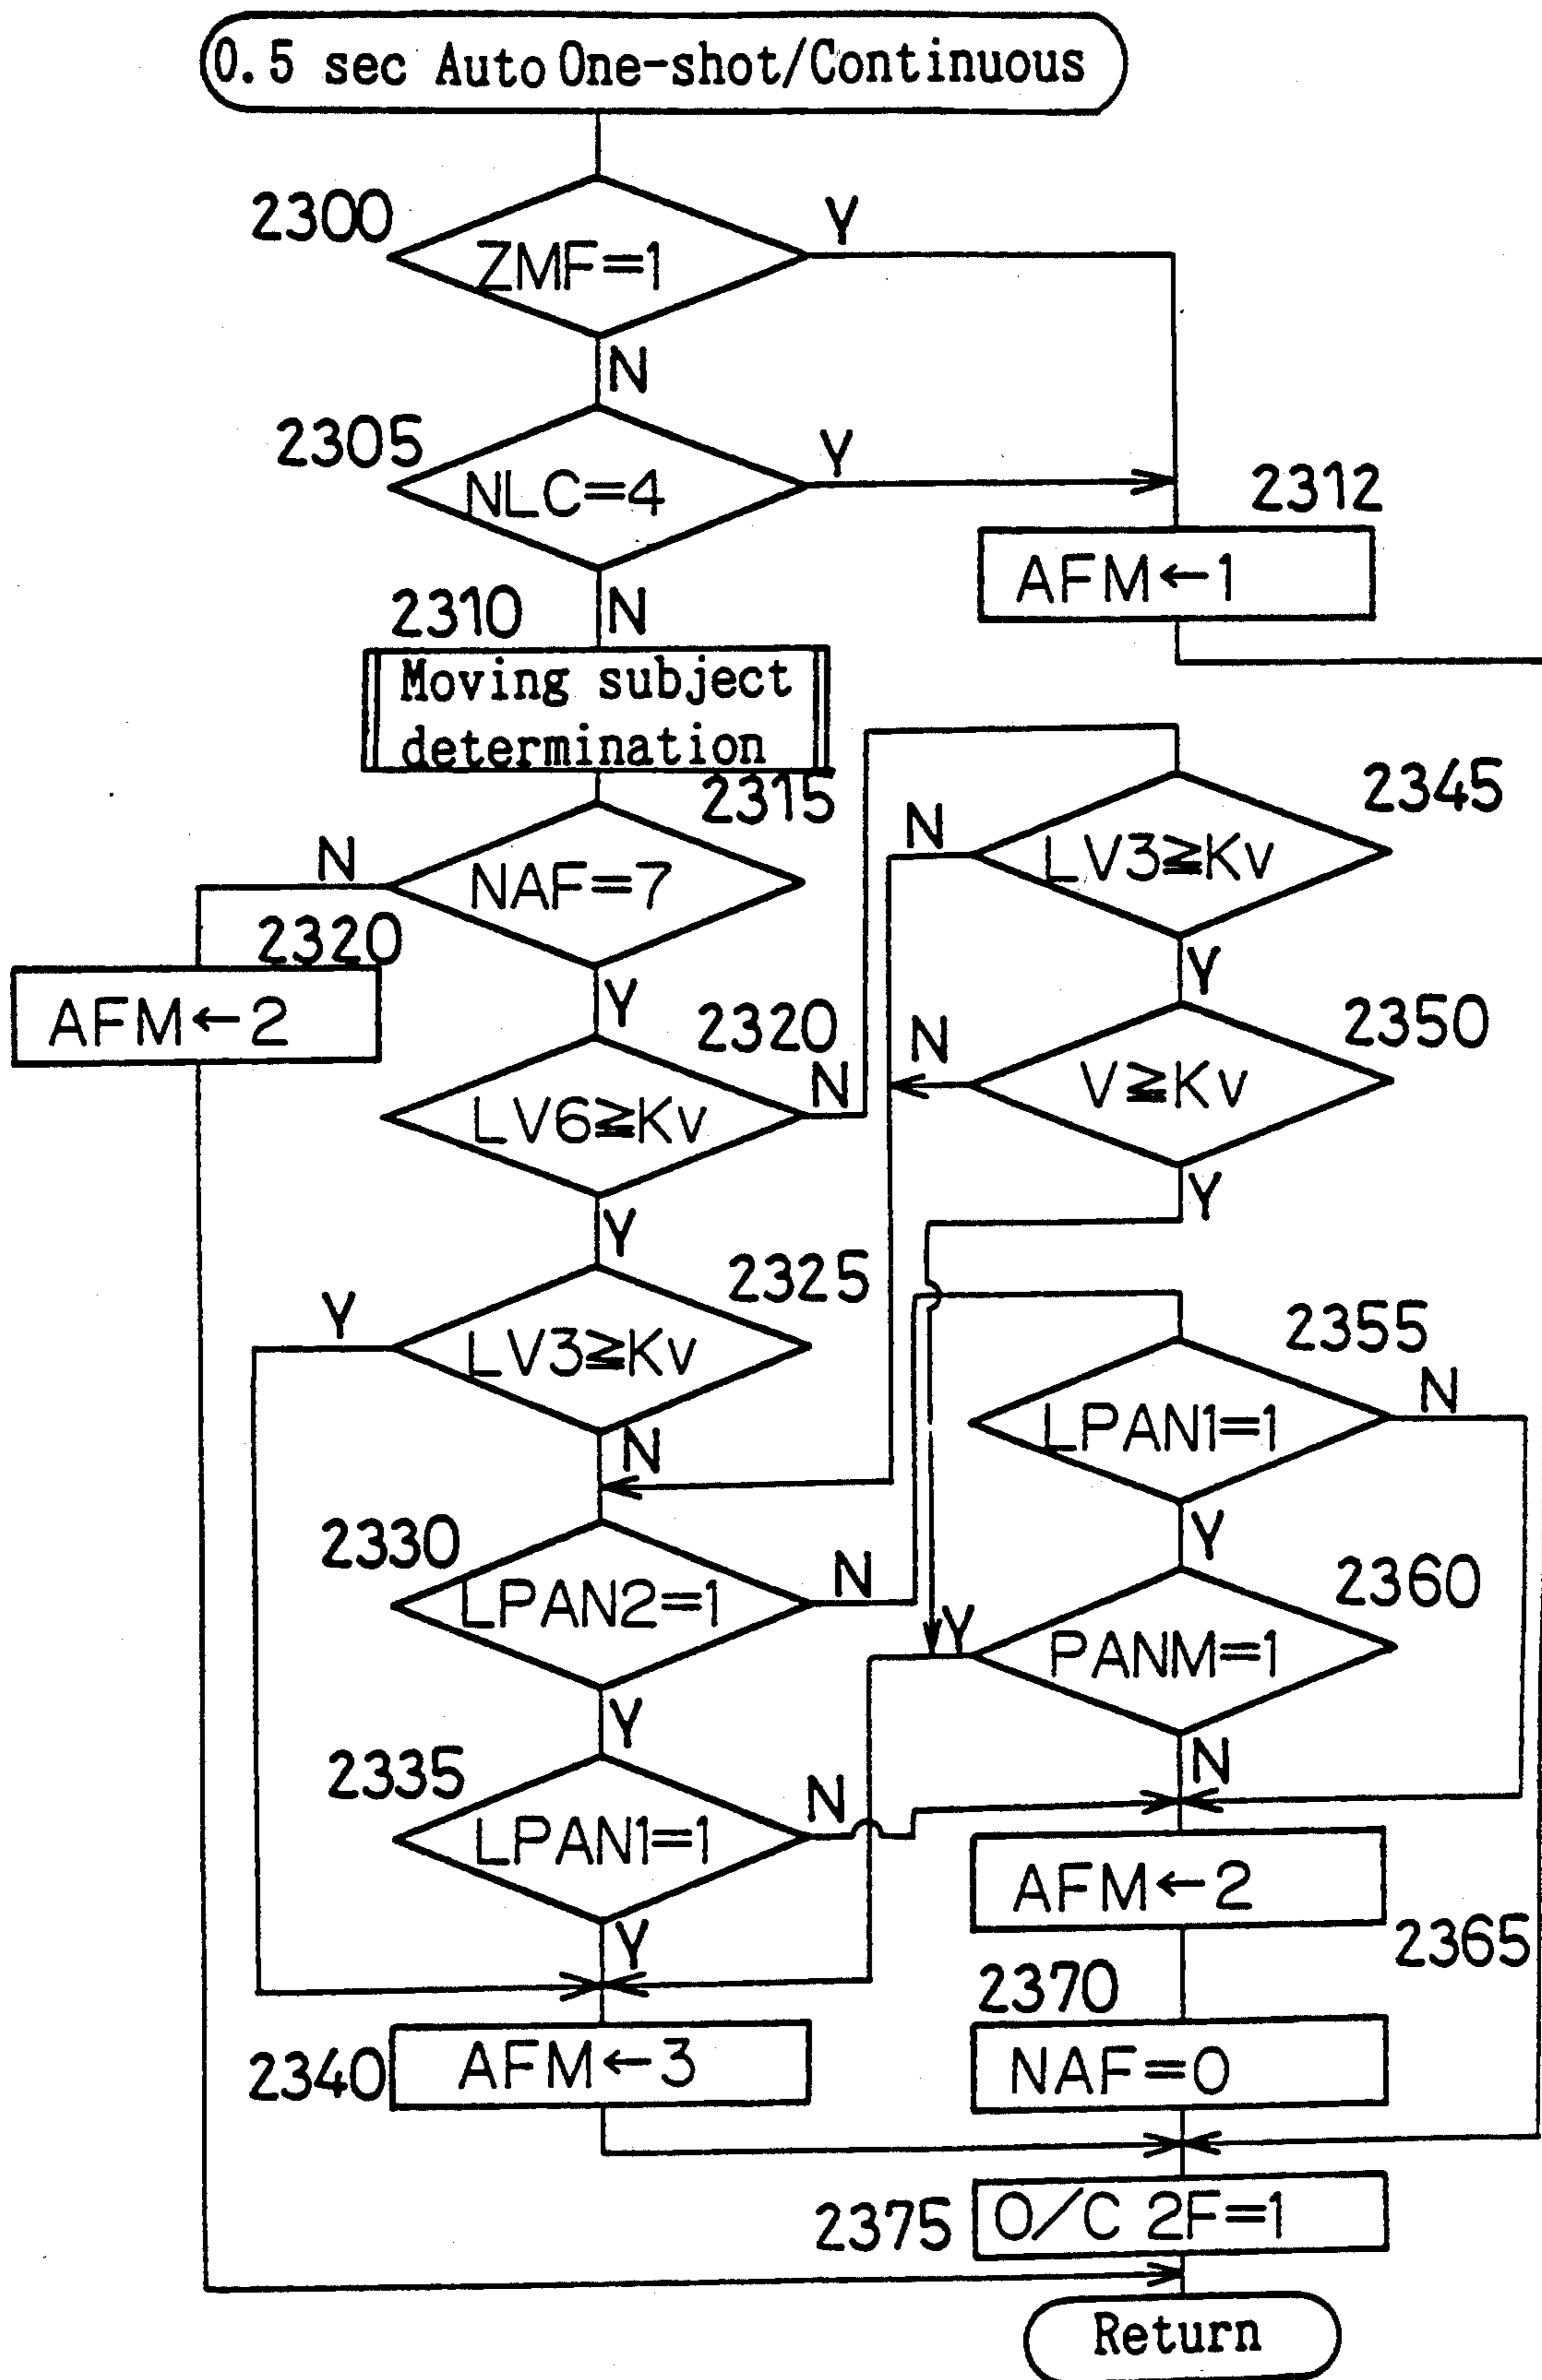 0.5 sec Auto One-shot/Continuous
2300
ZMF=1
Y
N
2305
NLC=4
Y
N
2312
AFM←1
2310
Moving subject
determination
2315
NAF=7
N
Y
2320
AFM←2
2320
LV6≧Kv
N
Y
2345
LV3≧Kv
N
Y
2350
V≧Kv
N
Y
2325
LV3≧Kv
Y
N
2330
LPAN2=1
N
Y
2355
LPAN1=1
N
Y
2360
PANM=1
Y
N
2335
LPAN1=1
N
Y
2340
AFM←3
AFM←2
2365
2370
NAF=0
2375
O/C 2F=1
Return